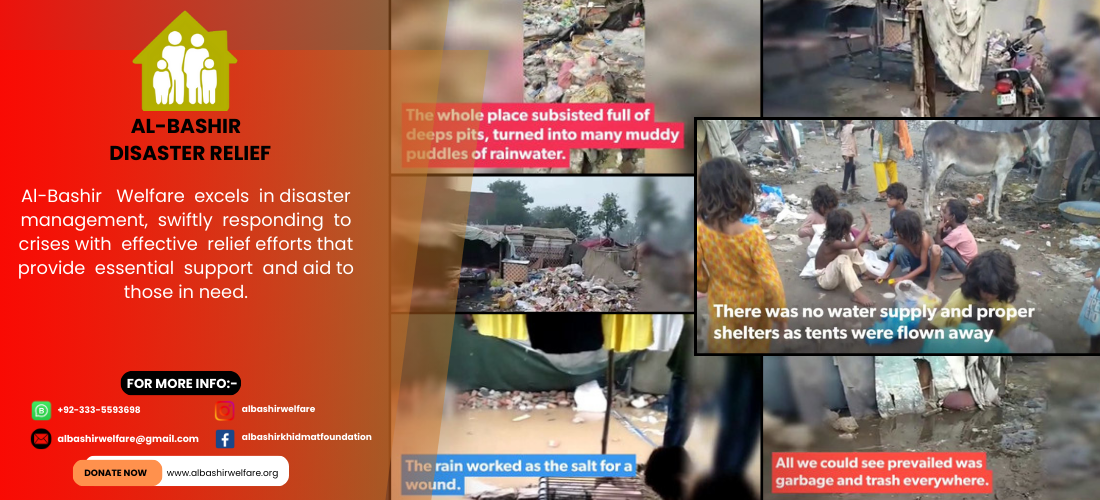 AL-BASHIR
DISASTER RELIEF
Al-Bashir Welfare excels in disaster
management, swiftly responding to
crises with effective relief efforts that
provide essential support and aid to
those in need.
FOR MORE INFO:-
+92-333-5593698
albashirwelfare
albashirwelfare@gmail.com
albashirkhidmatfoundation
DONATE NOW
www.albashirwelfare.org
The whole place subsisted full of
deeps pits, turned into many muddy
puddles of rainwater.
There was no water supply and proper
shelters as tents were flown away
The rain worked as the salt for a
wound.
All we could see prevailed was
garbage and trash everywhere.